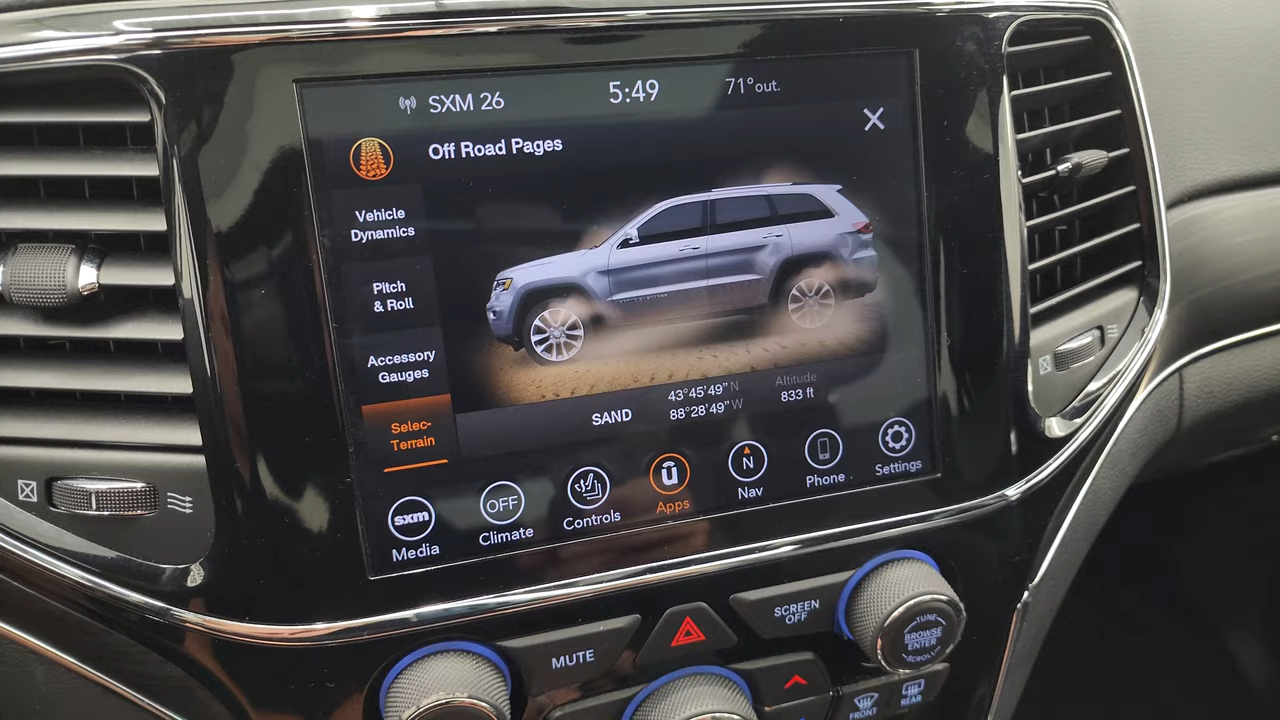 SXM 26
5:49
71° out.
Off Road Pages
Vehicle
Dynamics
Pitch
& Roll
Accessory
Gauges
Selec-
Terrain
SAND
43°45'49" N
88°28'49" W
Altitude
833 ft
sxm
Media
OFF
Climate
Controls
Apps
N
Nav
Phone
Settings
MUTE
SCREEN
OFF
TUNE
BROWSE
ENTER
SCROLL
FRONT
REAR